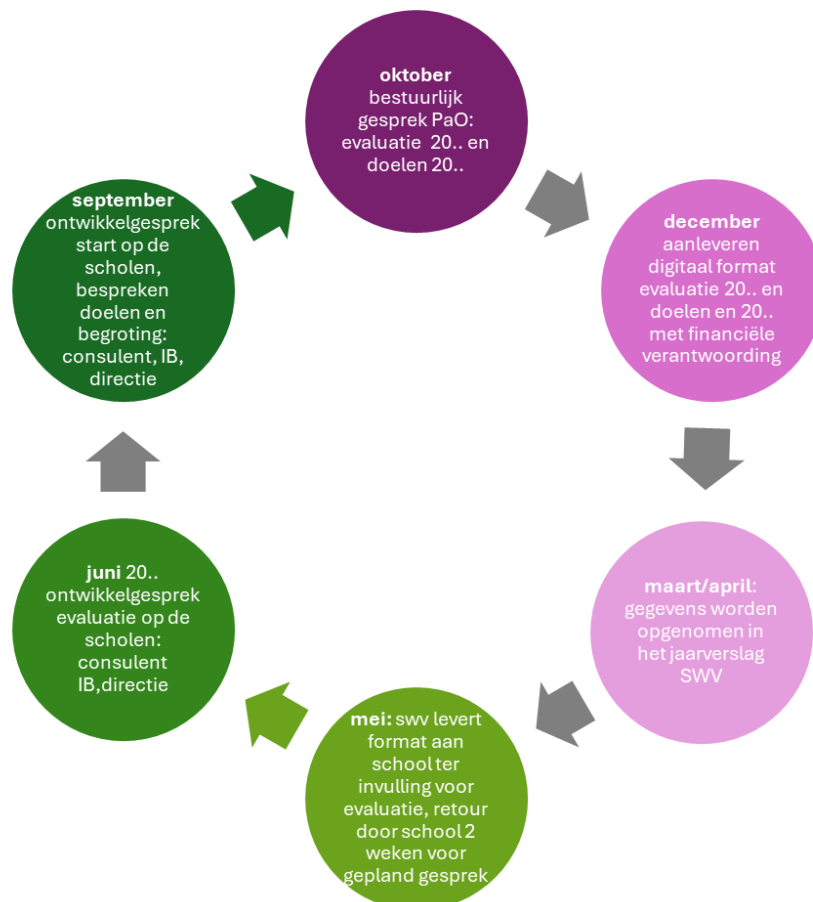 oktober
bestuurlijk
gesprek PaO:
evaluatie 20.. en
doelen 20..
december
aanleveren
digitaal format
evaluatie 20.. en
doelen en 20..
met financiële
verantwoording
maart/april:
gegevens worden
opgenomen in
het jaarverslag
SWV
mei: swv levert
format aan
school ter
invulling voor
evaluatie, retour
door school 2
weken voor
gepland gesprek
juni 20..
ontwikkelgesprek
evaluatie op de
scholen:
consulent
IB,directie
september
ontwikkelgesprek
start op de
scholen,
bespreken
doelen en
begroting:
consulent, IB,
directie